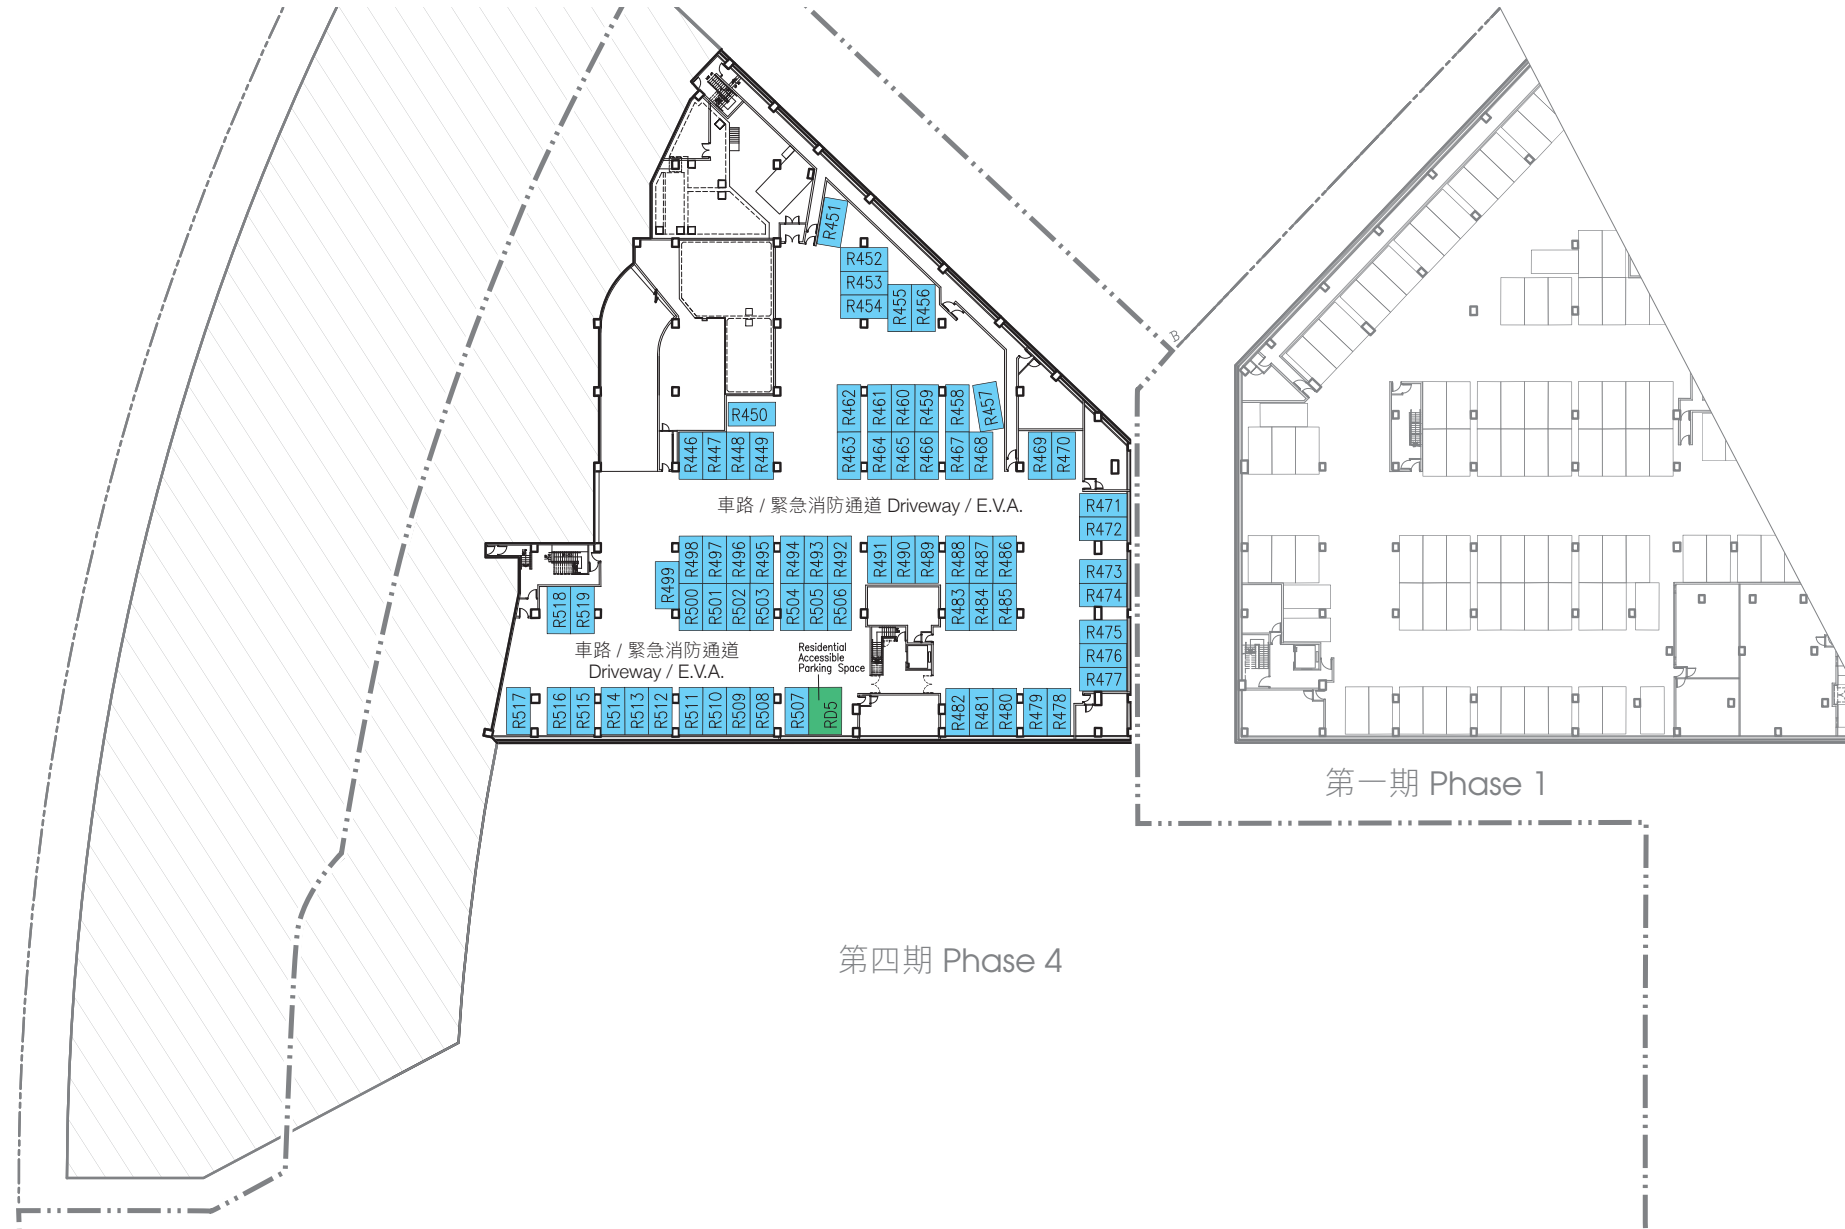 R451
R452
R453
R454
R455
R456
B
R462
R461
R460
R459
R458
R457
R450
R446
R447
R448
R449
R463
R464
R465
R466
R467
R468
R469
R470
車路 / 緊急消防通道 Driveway / E.V.A.
R471
R472
R498
R497
R496
R495
R494
R493
R492
R491
R490
R489
R488
R487
R486
R473
R474
R499
R500
R501
R502
R503
R504
R505
R506
R483
R484
R485
R518
R519
R475
R476
R477
車路 / 緊急消防通道
Driveway / E.V.A.
Residential
Accessible
Parking Space
R517
R516
R515
R514
R513
R512
R511
R510
R509
R508
R507
RD5
R482
R481
R480
R479
R478
第一期 Phase 1
第四期 Phase 4